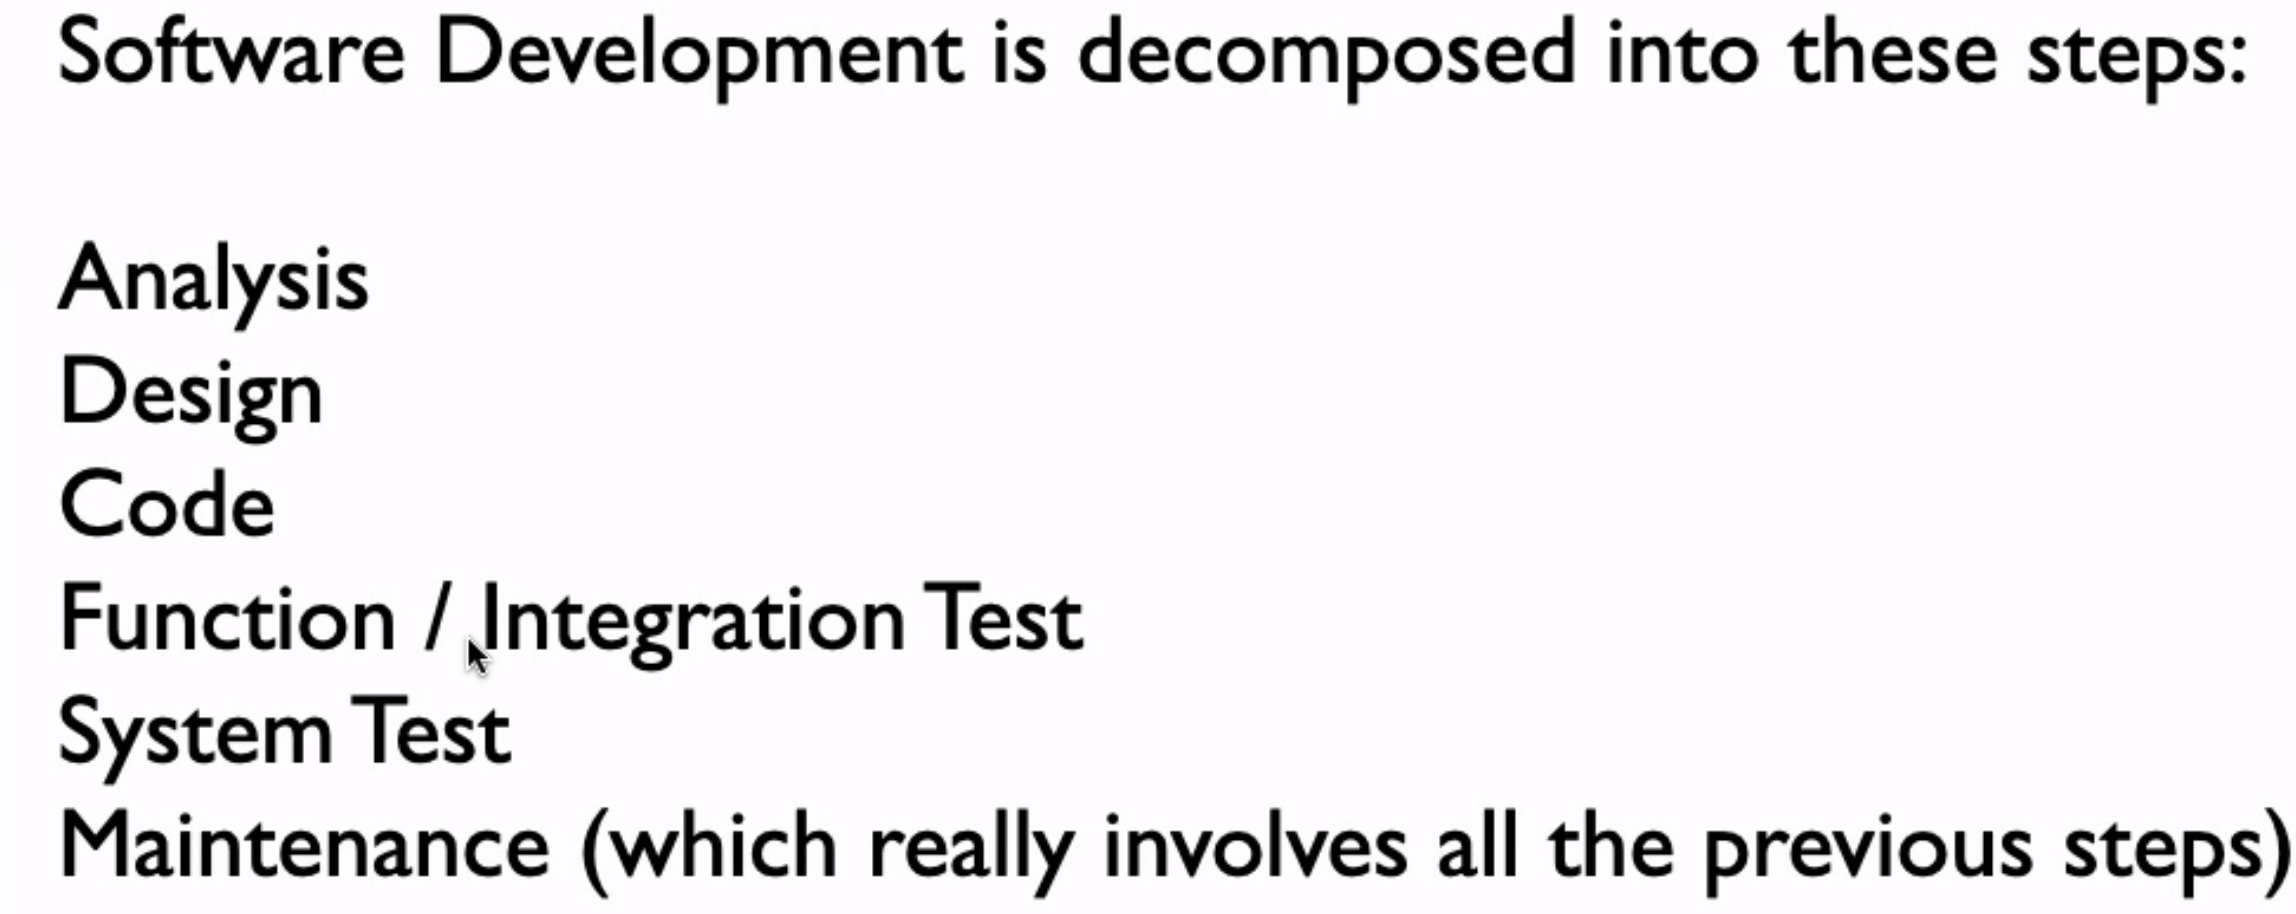 Software Development is decomposed into these steps:
Analysis
Design
Code
Function / Integration Test
System Test
Maintenance (which really involves all the previous steps)